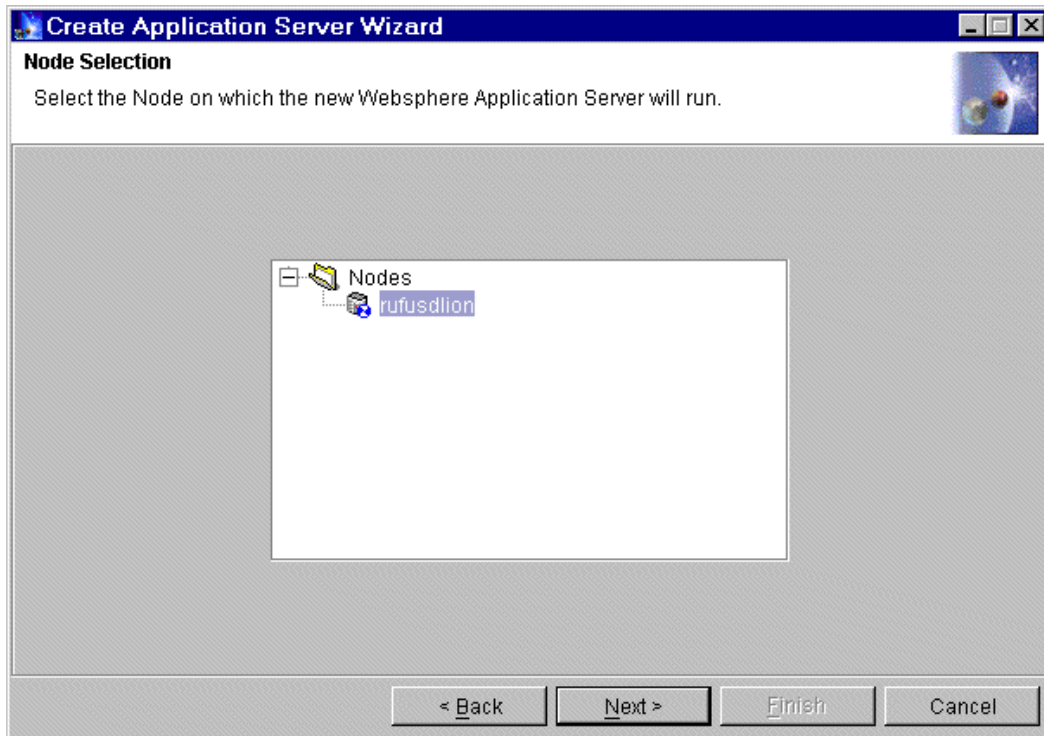 Create Application Server Wizard
Node Selection
Select the Node on which the new Websphere Application Server will run.
Nodes
rufusdlion
< Back
Next >
Finish
Cancel